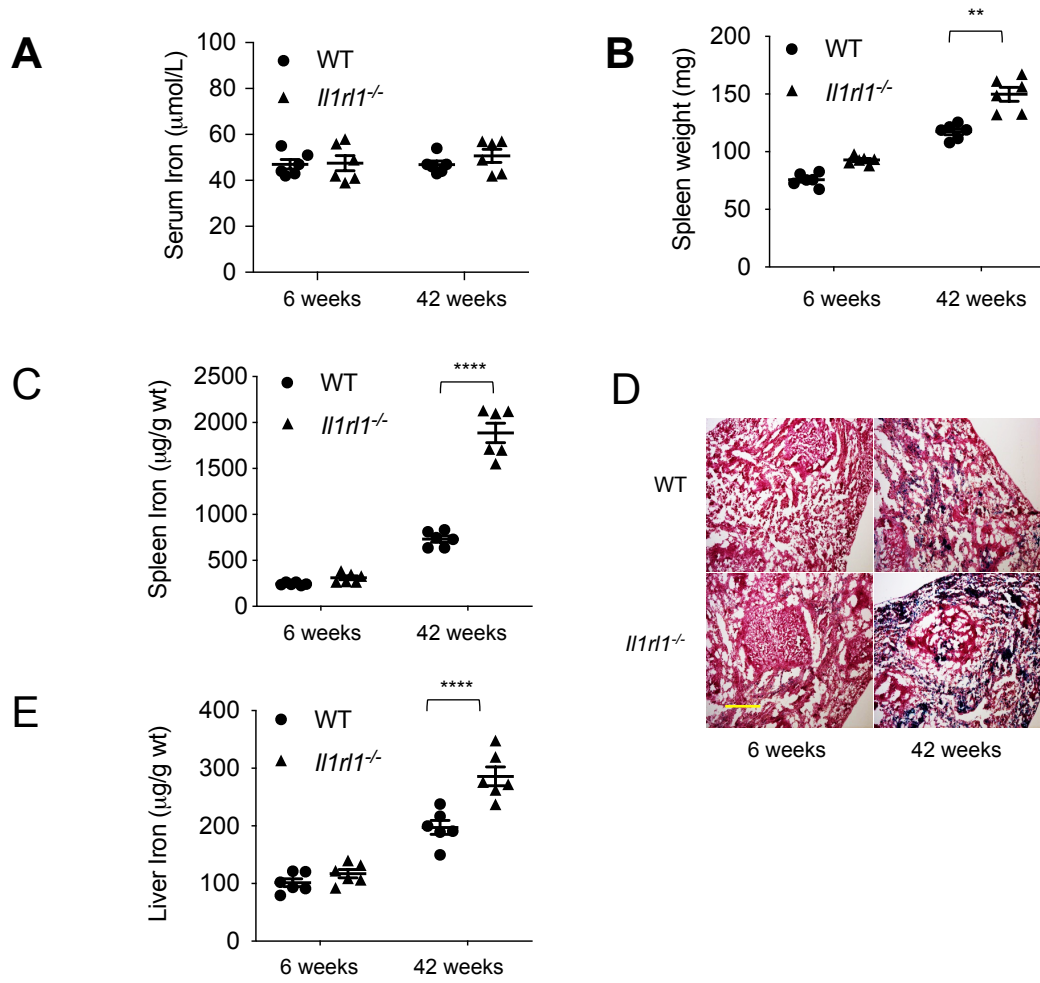 A
Serum Iron (μmol/L)
100
80
60
40
20
0
WT
Il1rl1-/-
6 weeks
42 weeks
B
Spleen weight (mg)
200
150
100
50
0
WT
Il1rl1-/-
**
6 weeks
42 weeks
C
Spleen Iron (μg/g wt)
2500
2000
1500
1000
500
0
WT
Il1rl1-/-
****
6 weeks
42 weeks
D
WT
Il1rl1-/-
6 weeks
42 weeks
E
Liver Iron (μg/g wt)
400
300
200
100
0
WT
Il1rl1-/-
****
6 weeks
42 weeks